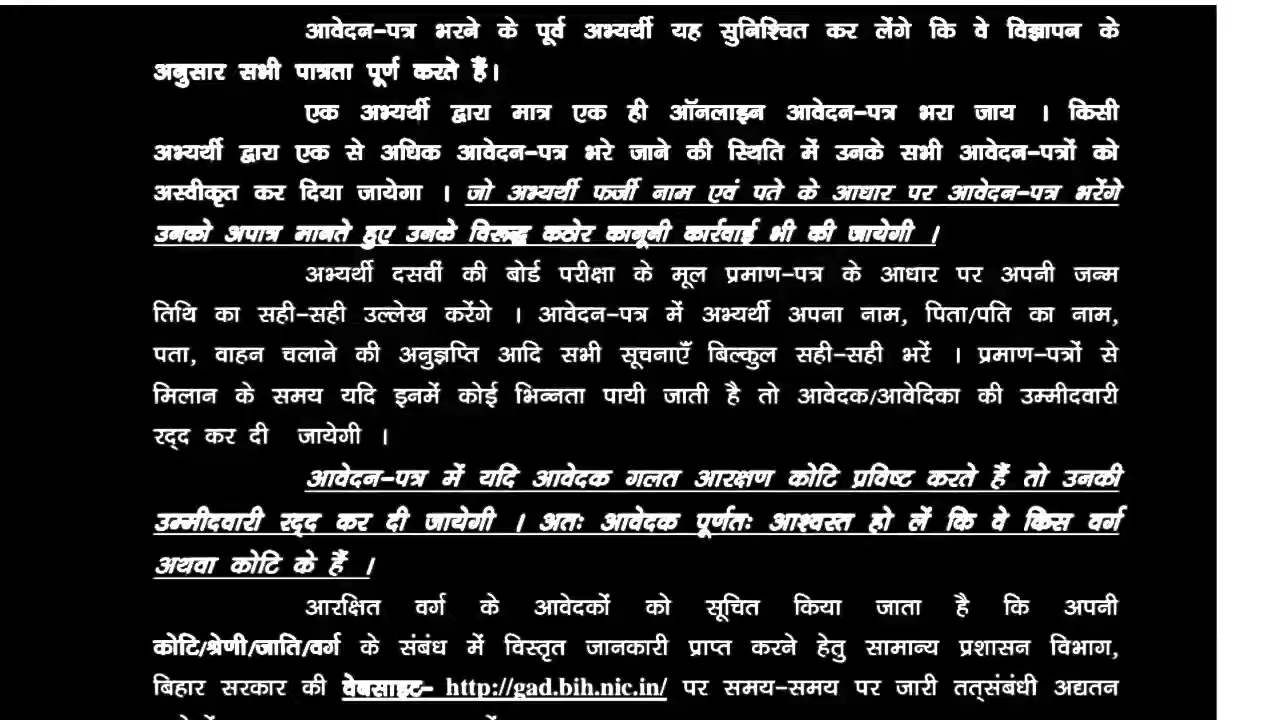 आवेदन-पत्र भरने के पूर्व अभ्यर्थी यह सुनिश्चित कर लेंगे कि वे विज्ञापन के
अनुसार सभी पात्रता पूर्ण करते हैं।
एक अभ्यर्थी द्वारा मात्र एक ही ऑनलाइन आवेदन-पत्र भरा जाय । किसी
अभ्यर्थी द्वारा एक से अधिक आवेदन-पत्र भरे जाने की स्थिति में उनके सभी आवेदन-पत्रों को
अस्वीकृत कर दिया जायेगा । जो अभ्यर्थी फर्जी नाम एवं पते के आधार पर आवेदन-पत्र भरेंगे
उनको अपात्र मानते हुए उनके विरूद्ध कठोर कानूनी कार्रवाई भी की जायेगी ।
अभ्यर्थी दसवीं की बोर्ड परीक्षा के मूल प्रमाण-पत्र के आधार पर अपनी जन्म
तिथि का सही-सही उल्लेख करेंगे । आवेदन-पत्र में अभ्यर्थी अपना नाम, पिता/पति का नाम,
पता, वाहन चलाने की अनुज्ञप्ति आदि सभी सूचनाएँ बिल्कुल सही-सही भरें । प्रमाण-पत्रों से
मिलान के समय यदि इनमें कोई भिन्नता पायी जाती है तो आवेदक/आवेदिका की उम्मीदवारी
रद्द कर दी जायेगी ।
आवेदन-पत्र में यदि आवेदक गलत आरक्षण कोटि प्रविष्ट करते हैं तो उनकी
उम्मीदवारी रद्द कर दी जायेगी । अतः आवेदक पूर्णतः आश्वस्त हो लें कि वे किस वर्ग
अथवा कोटि के हैं ।
आरक्षित वर्ग के आवेदकों को सूचित किया जाता है कि अपनी
कोटि/श्रेणी/जाति/वर्ग के संबंध में विस्तृत जानकारी प्राप्त करने हेतु सामान्य प्रशासन विभाग,
बिहार सरकार की वेबसाइट- http://gad.bih.nic.in/ पर समय-समय पर जारी तत्संबंधी अद्यतन